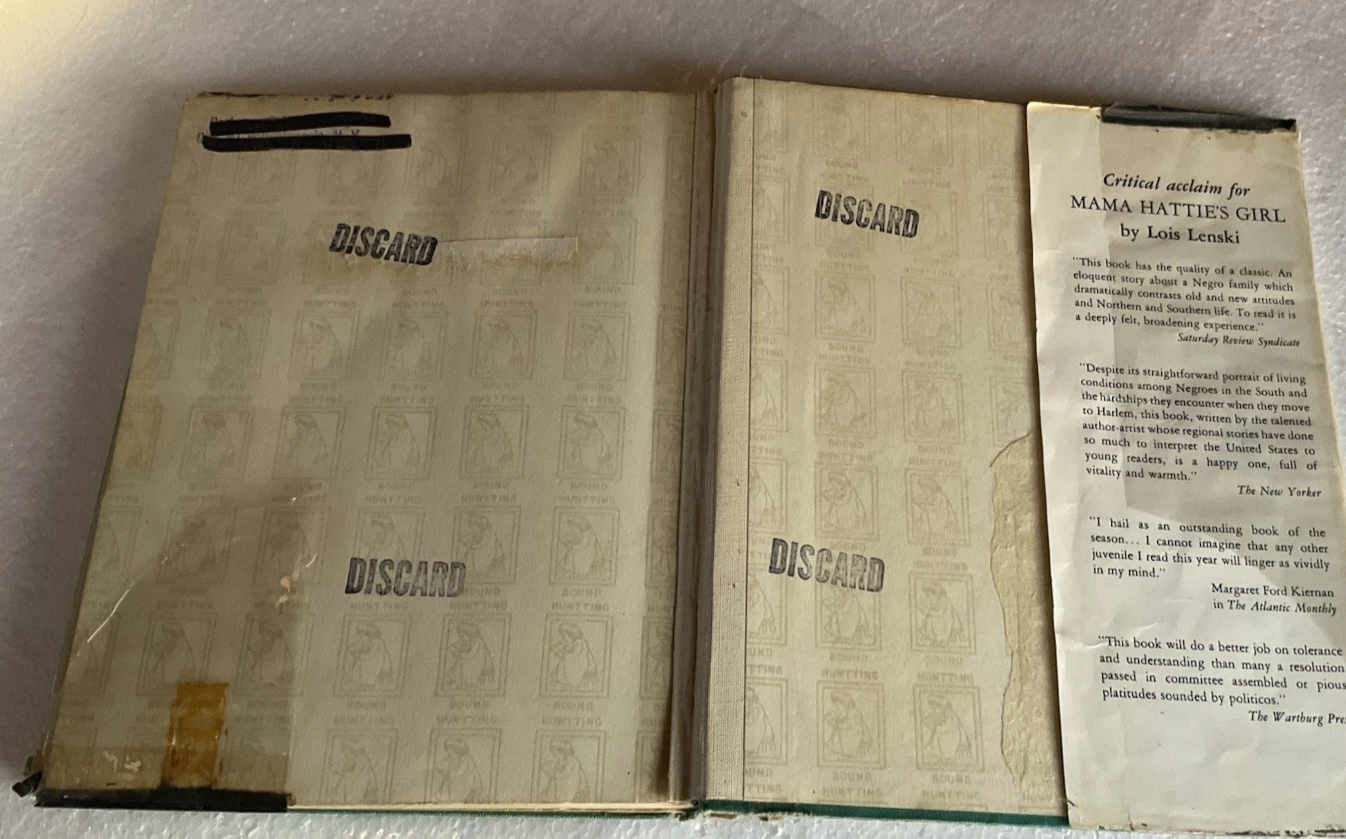 DISCARD
DISCARD
DISCARD
DISCARD
HUNTTING
BOUND
Critical acclaim for
MAMA HATTIE'S GIRL
by Lois Lenski
"This book has the quality of a classic. An
eloquent story about a Negro family which
dramatically contrasts old and new attitudes
and Northern and Southern life. To read it is
a deeply felt, broadening experience."
Saturday Review Syndicate
"Despite its straightforward portrait of living
conditions among Negroes in the South and
the hardships they encounter when they move
to Harlem, this book, written by the talented
author-artist whose regional stories have done
so much to interpret the United States to
young readers, is a happy one, full of
vitality and warmth."
The New Yorker
"I hail as an outstanding book of the
season... I cannot imagine that any other
juvenile I read this year will linger as vividly
in my mind."
Margaret Ford Kiernan
in The Atlantic Monthly
"This book will do a better job on tolerance
and understanding than many a resolution
passed in committee assembled or pious
platitudes sounded by politicos."
The Wartburg Pre